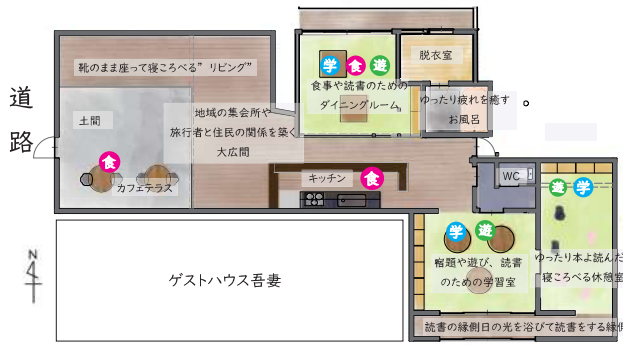 道路
靴のまま座って寝ころべる”リビング”
土間
地域の集会所や
旅行者と住民の関係を築く
大広間
食
カフェテラス
学 食 遊
食事や読書のための
ダイニングルーム
脱衣室
ゆったり疲れを癒す
お風呂
。
キッチン
食
WC
学 遊
宿題や遊び、読書
のための学習室
遊 学
ゆったり本よ読んだ
寝ころべる休憩室
読書の縁側日の光を浴びて読書をする縁側
N
ゲストハウス吾妻